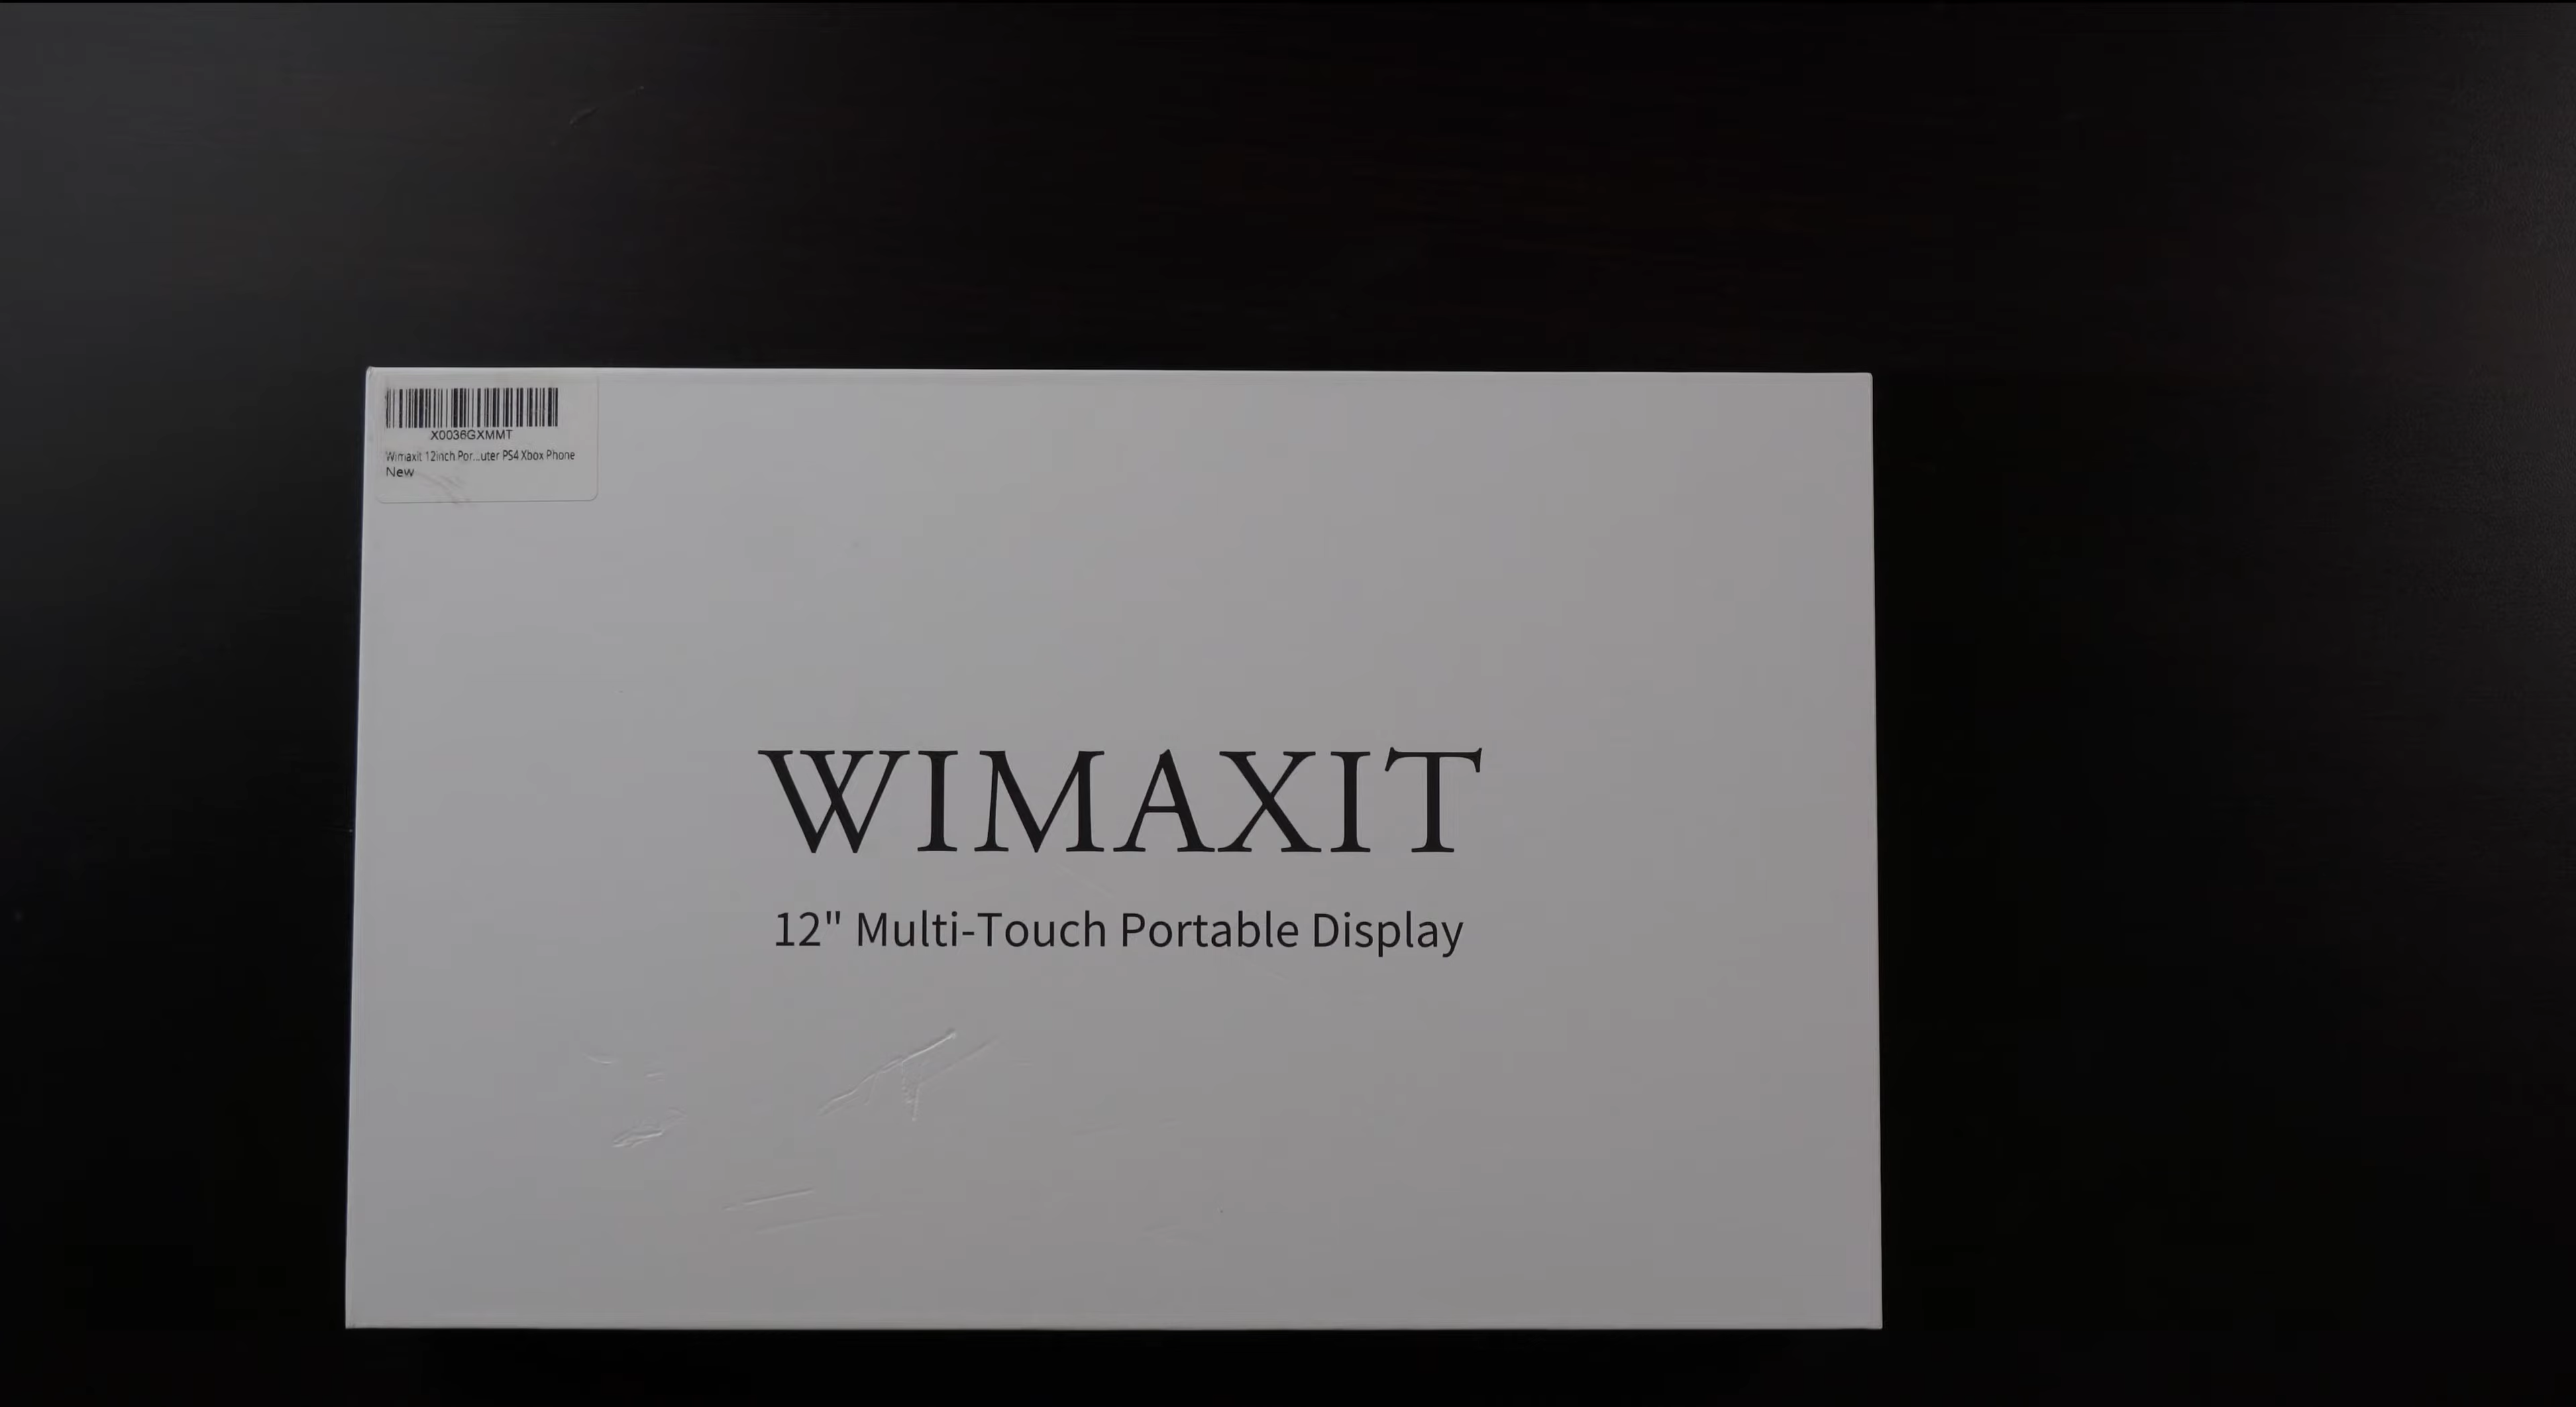 X0036GXMMT
Wimaxit 12inch Por...uter PS4 Xbox Phone
New
WIMAXIT
12" Multi-Touch Portable Display